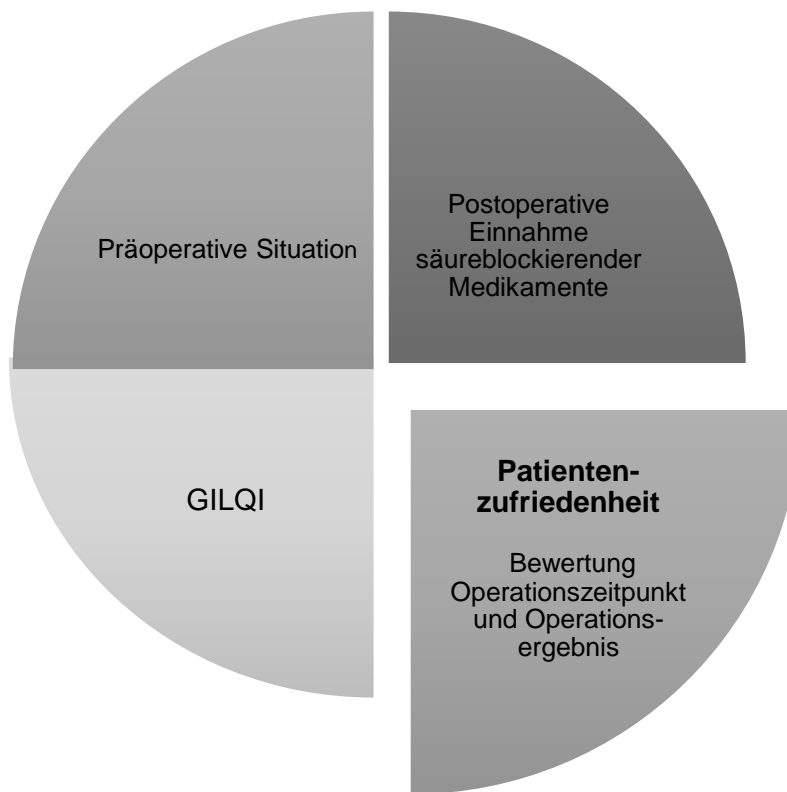 Präoperative Situation
Postoperative
Einnahme
säureblockierender
Medikamente
GILQI
Patienten-
zufriedenheit
Bewertung
Operationszeitpunkt
und Operations-
ergebnis